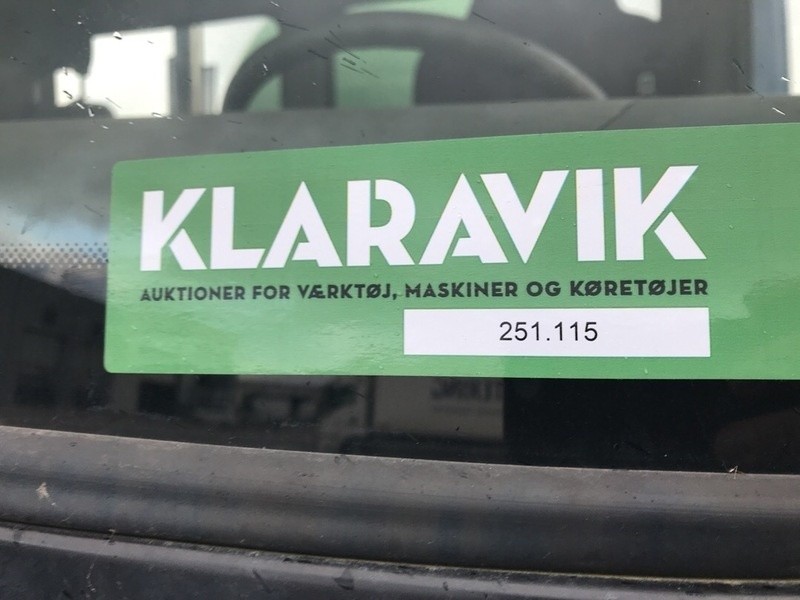 KLARAVIK
AUKTIONER FOR VÆRKTØJ, MASKINER OG KØRETØJER
251.115